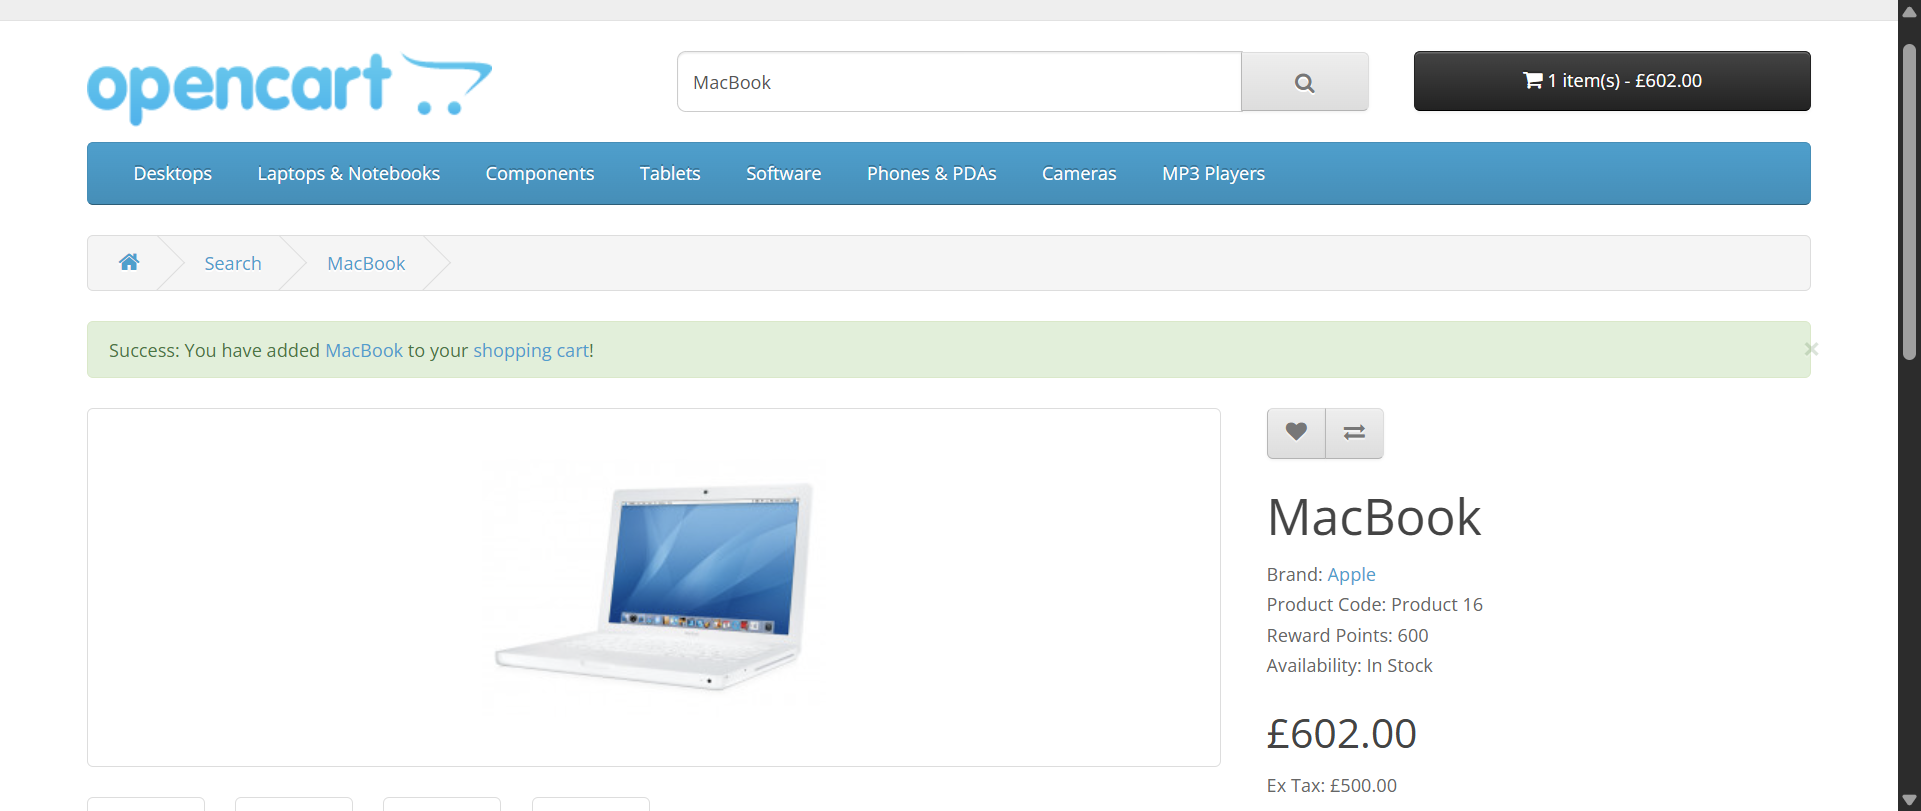 opencart
MacBook
1 item(s) - £602.00
Desktops Laptops & Notebooks Components Tablets Software Phones & PDAs Cameras MP3 Players
Search MacBook
Success: You have added MacBook to your shopping cart!
×
MacBook
Brand: Apple
Product Code: Product 16
Reward Points: 600
Availability: In Stock
£602.00
Ex Tax: £500.00